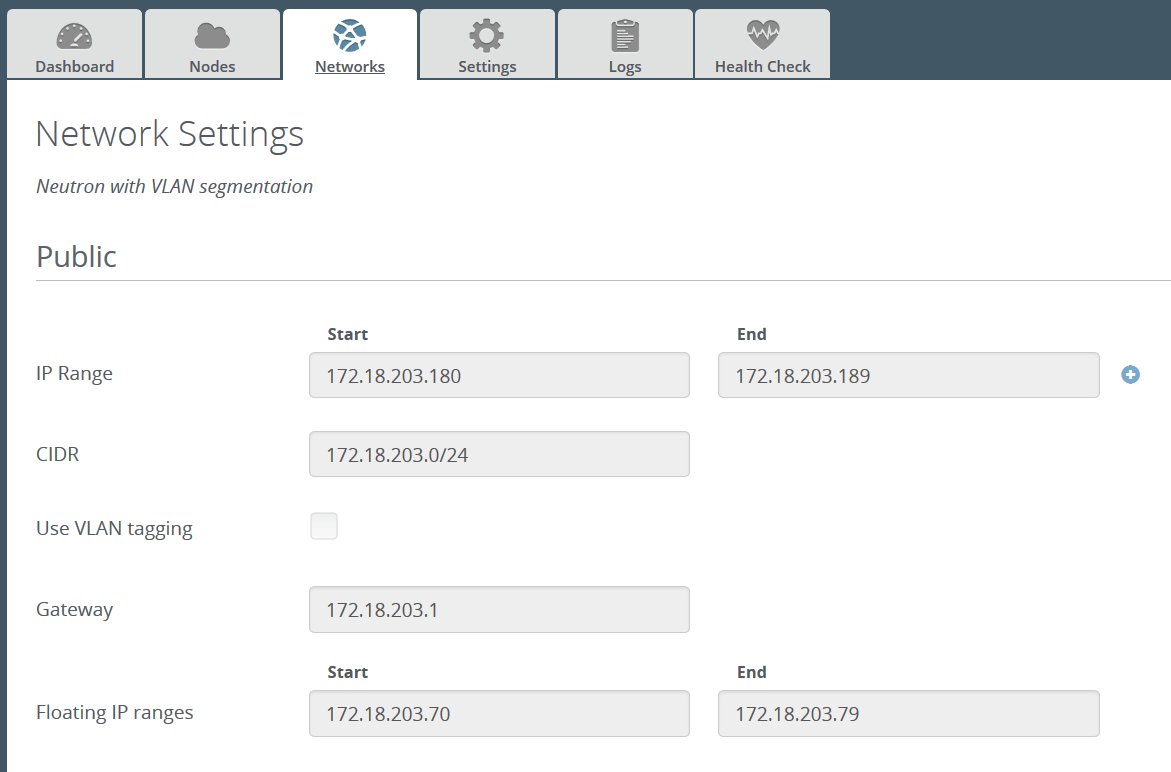 Dashboard Nodes Networks Settings Logs Health Check
Network Settings
Neutron with VLAN segmentation
Public
Start End
IP Range 172.18.203.180 172.18.203.189
CIDR 172.18.203.0/24
Use VLAN tagging
Gateway 172.18.203.1
Start End
Floating IP ranges 172.18.203.70 172.18.203.79